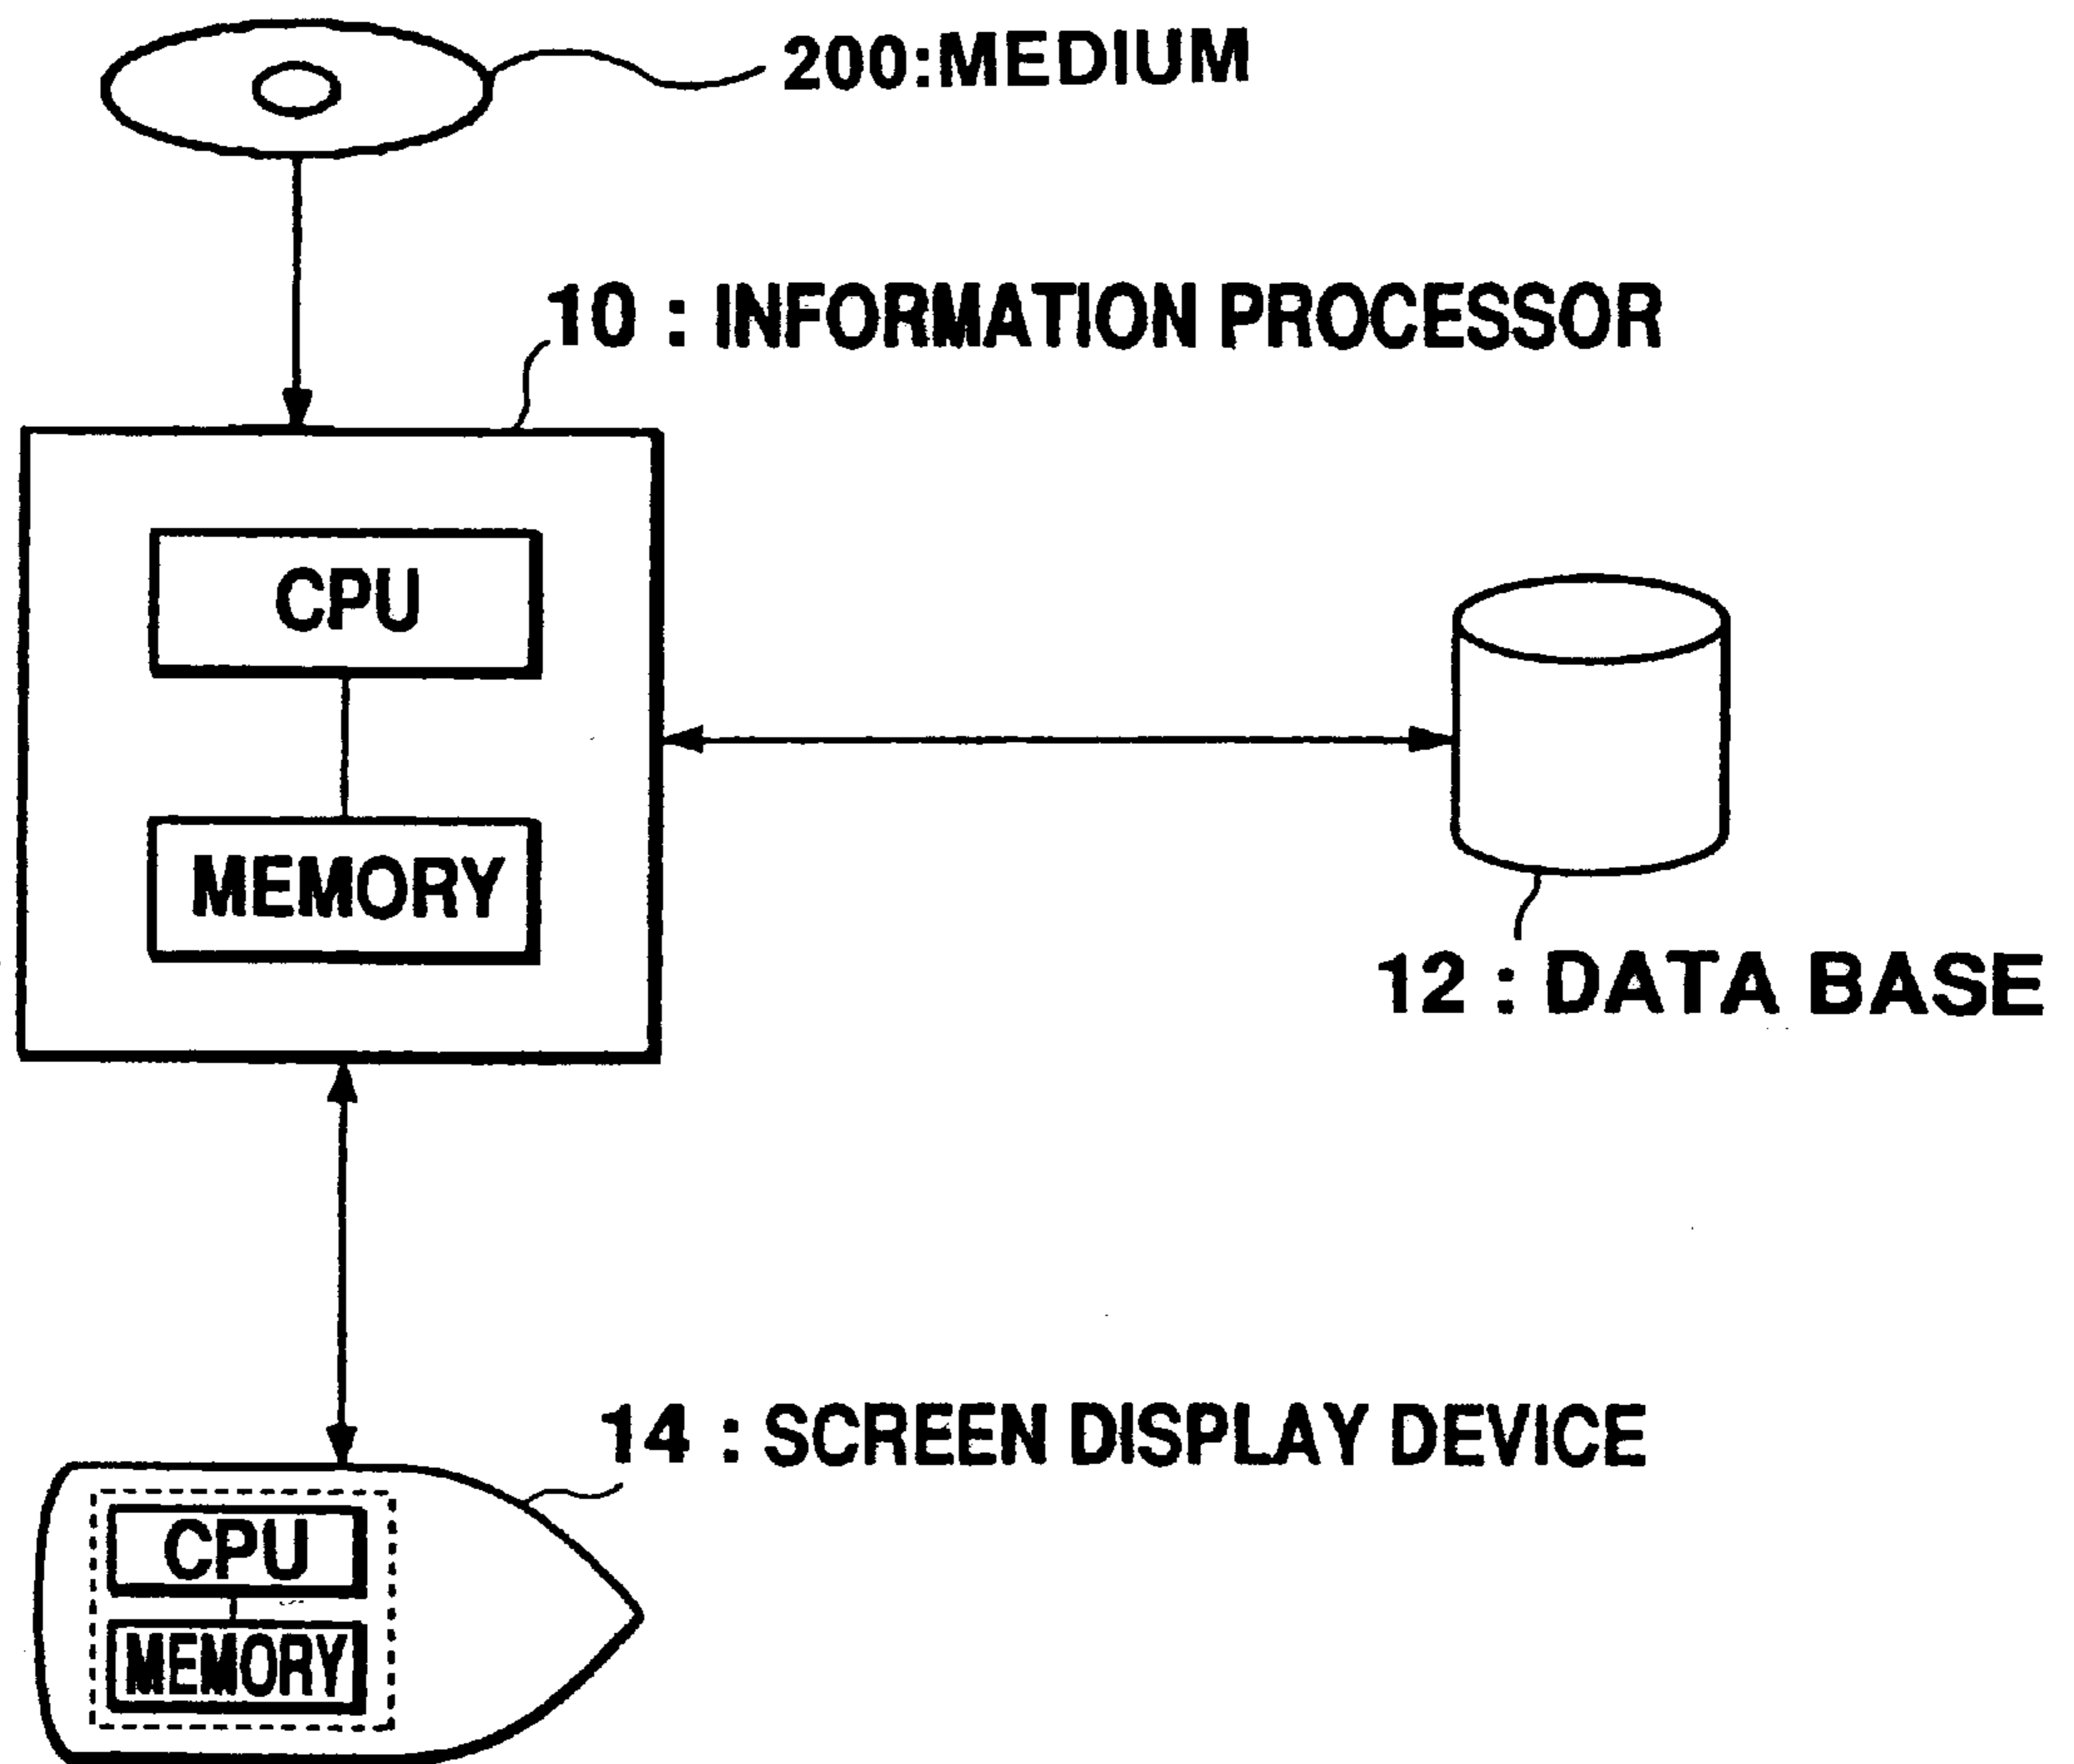 200:MEDIUM
10 : INFORMATION PROCESSOR
CPU
MEMORY
12 : DATA BASE
14 : SCREEN DISPLAY DEVICE
CPU
MEMORY